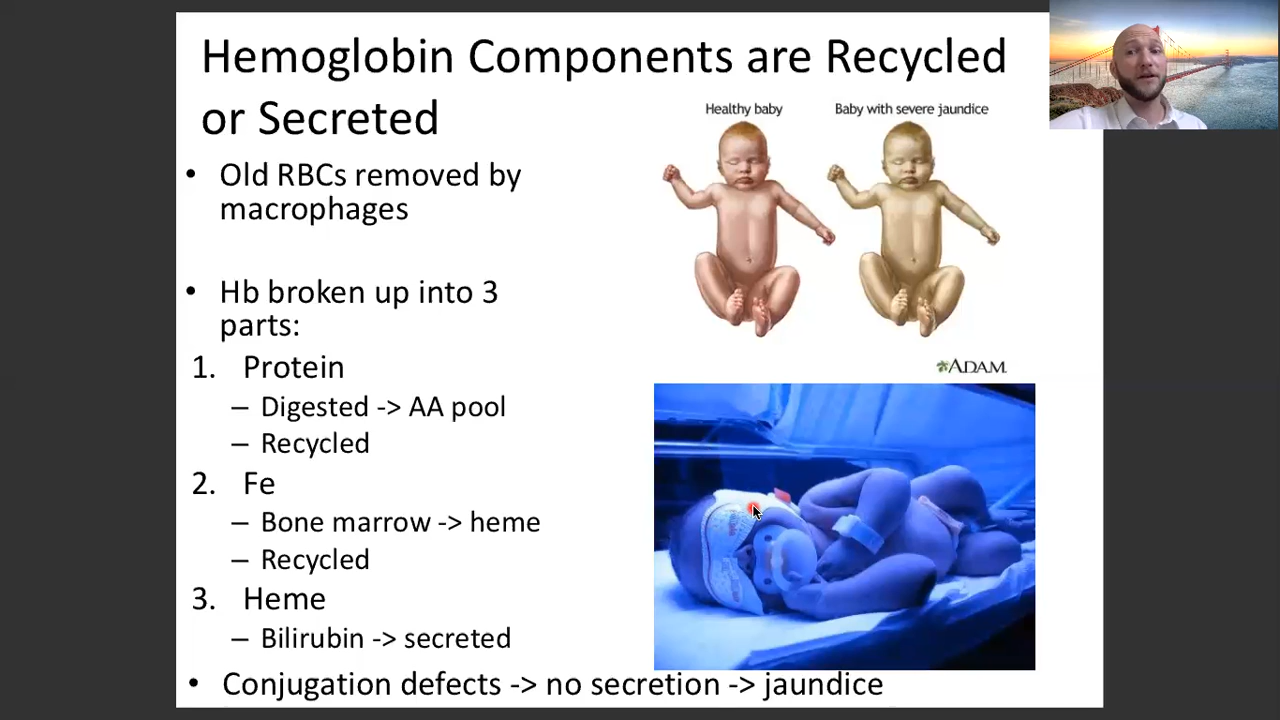 Hemoglobin Components are Recycled
or Secreted
• Old RBCs removed by
macrophages
• Hb broken up into 3
parts:
1. Protein
– Digested -> AA pool
– Recycled
2. Fe
– Bone marrow -> heme
– Recycled
3. Heme
– Bilirubin -> secreted
• Conjugation defects -> no secretion -> jaundice
Healthy baby
Baby with severe jaundice
ADAM.